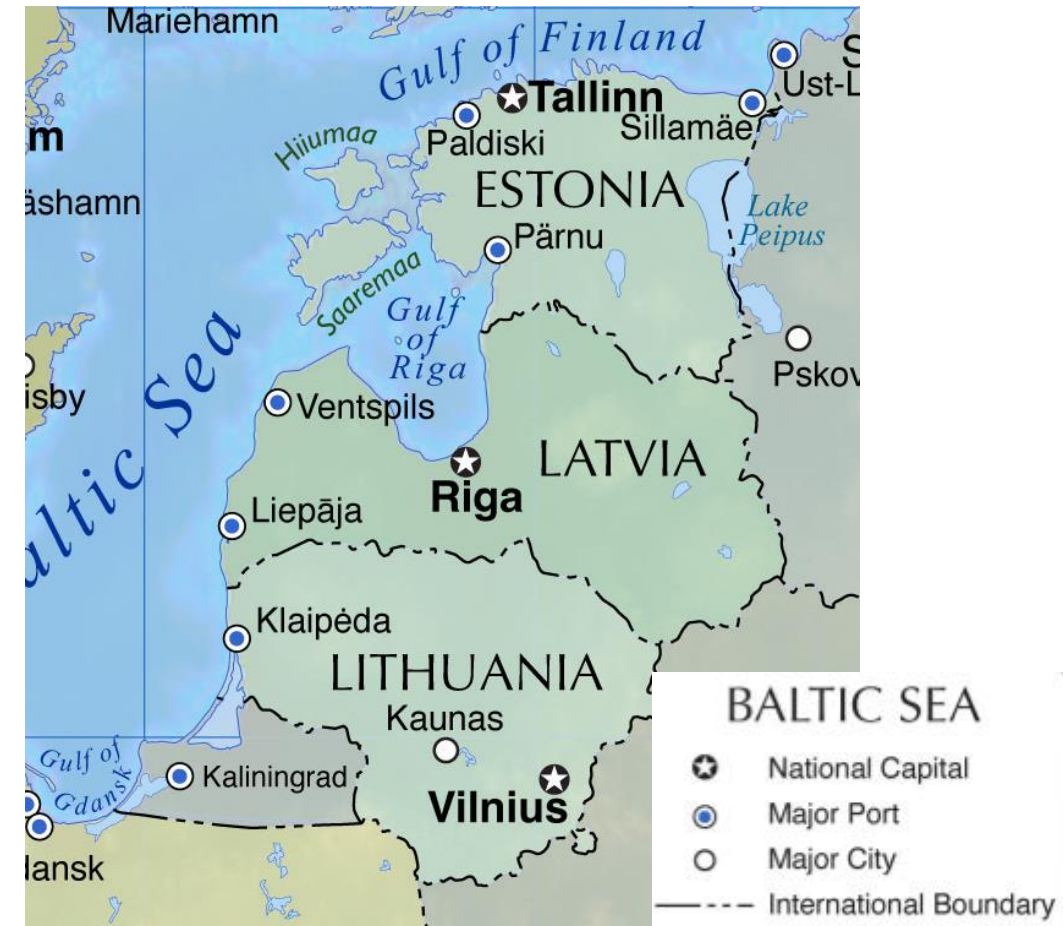 Mariehamn
Gulf of Finland
Ust-L
Tallinn
Sillamäe
Paldiski
Hiiumaa
m
ESTONIA
äshamn
Lake
Peipus
Pärnu
Saaremaa
Gulf
of
Riga
Pskov
isby
altic Sea
Ventspils
LATVIA
Riga
Liepāja
Klaipėda
LITHUANIA
Kaunas
Gulf of
Gdansk
Kaliningrad
Vilnius
dansk
BALTIC SEA
National Capital
Major Port
Major City
International Boundary